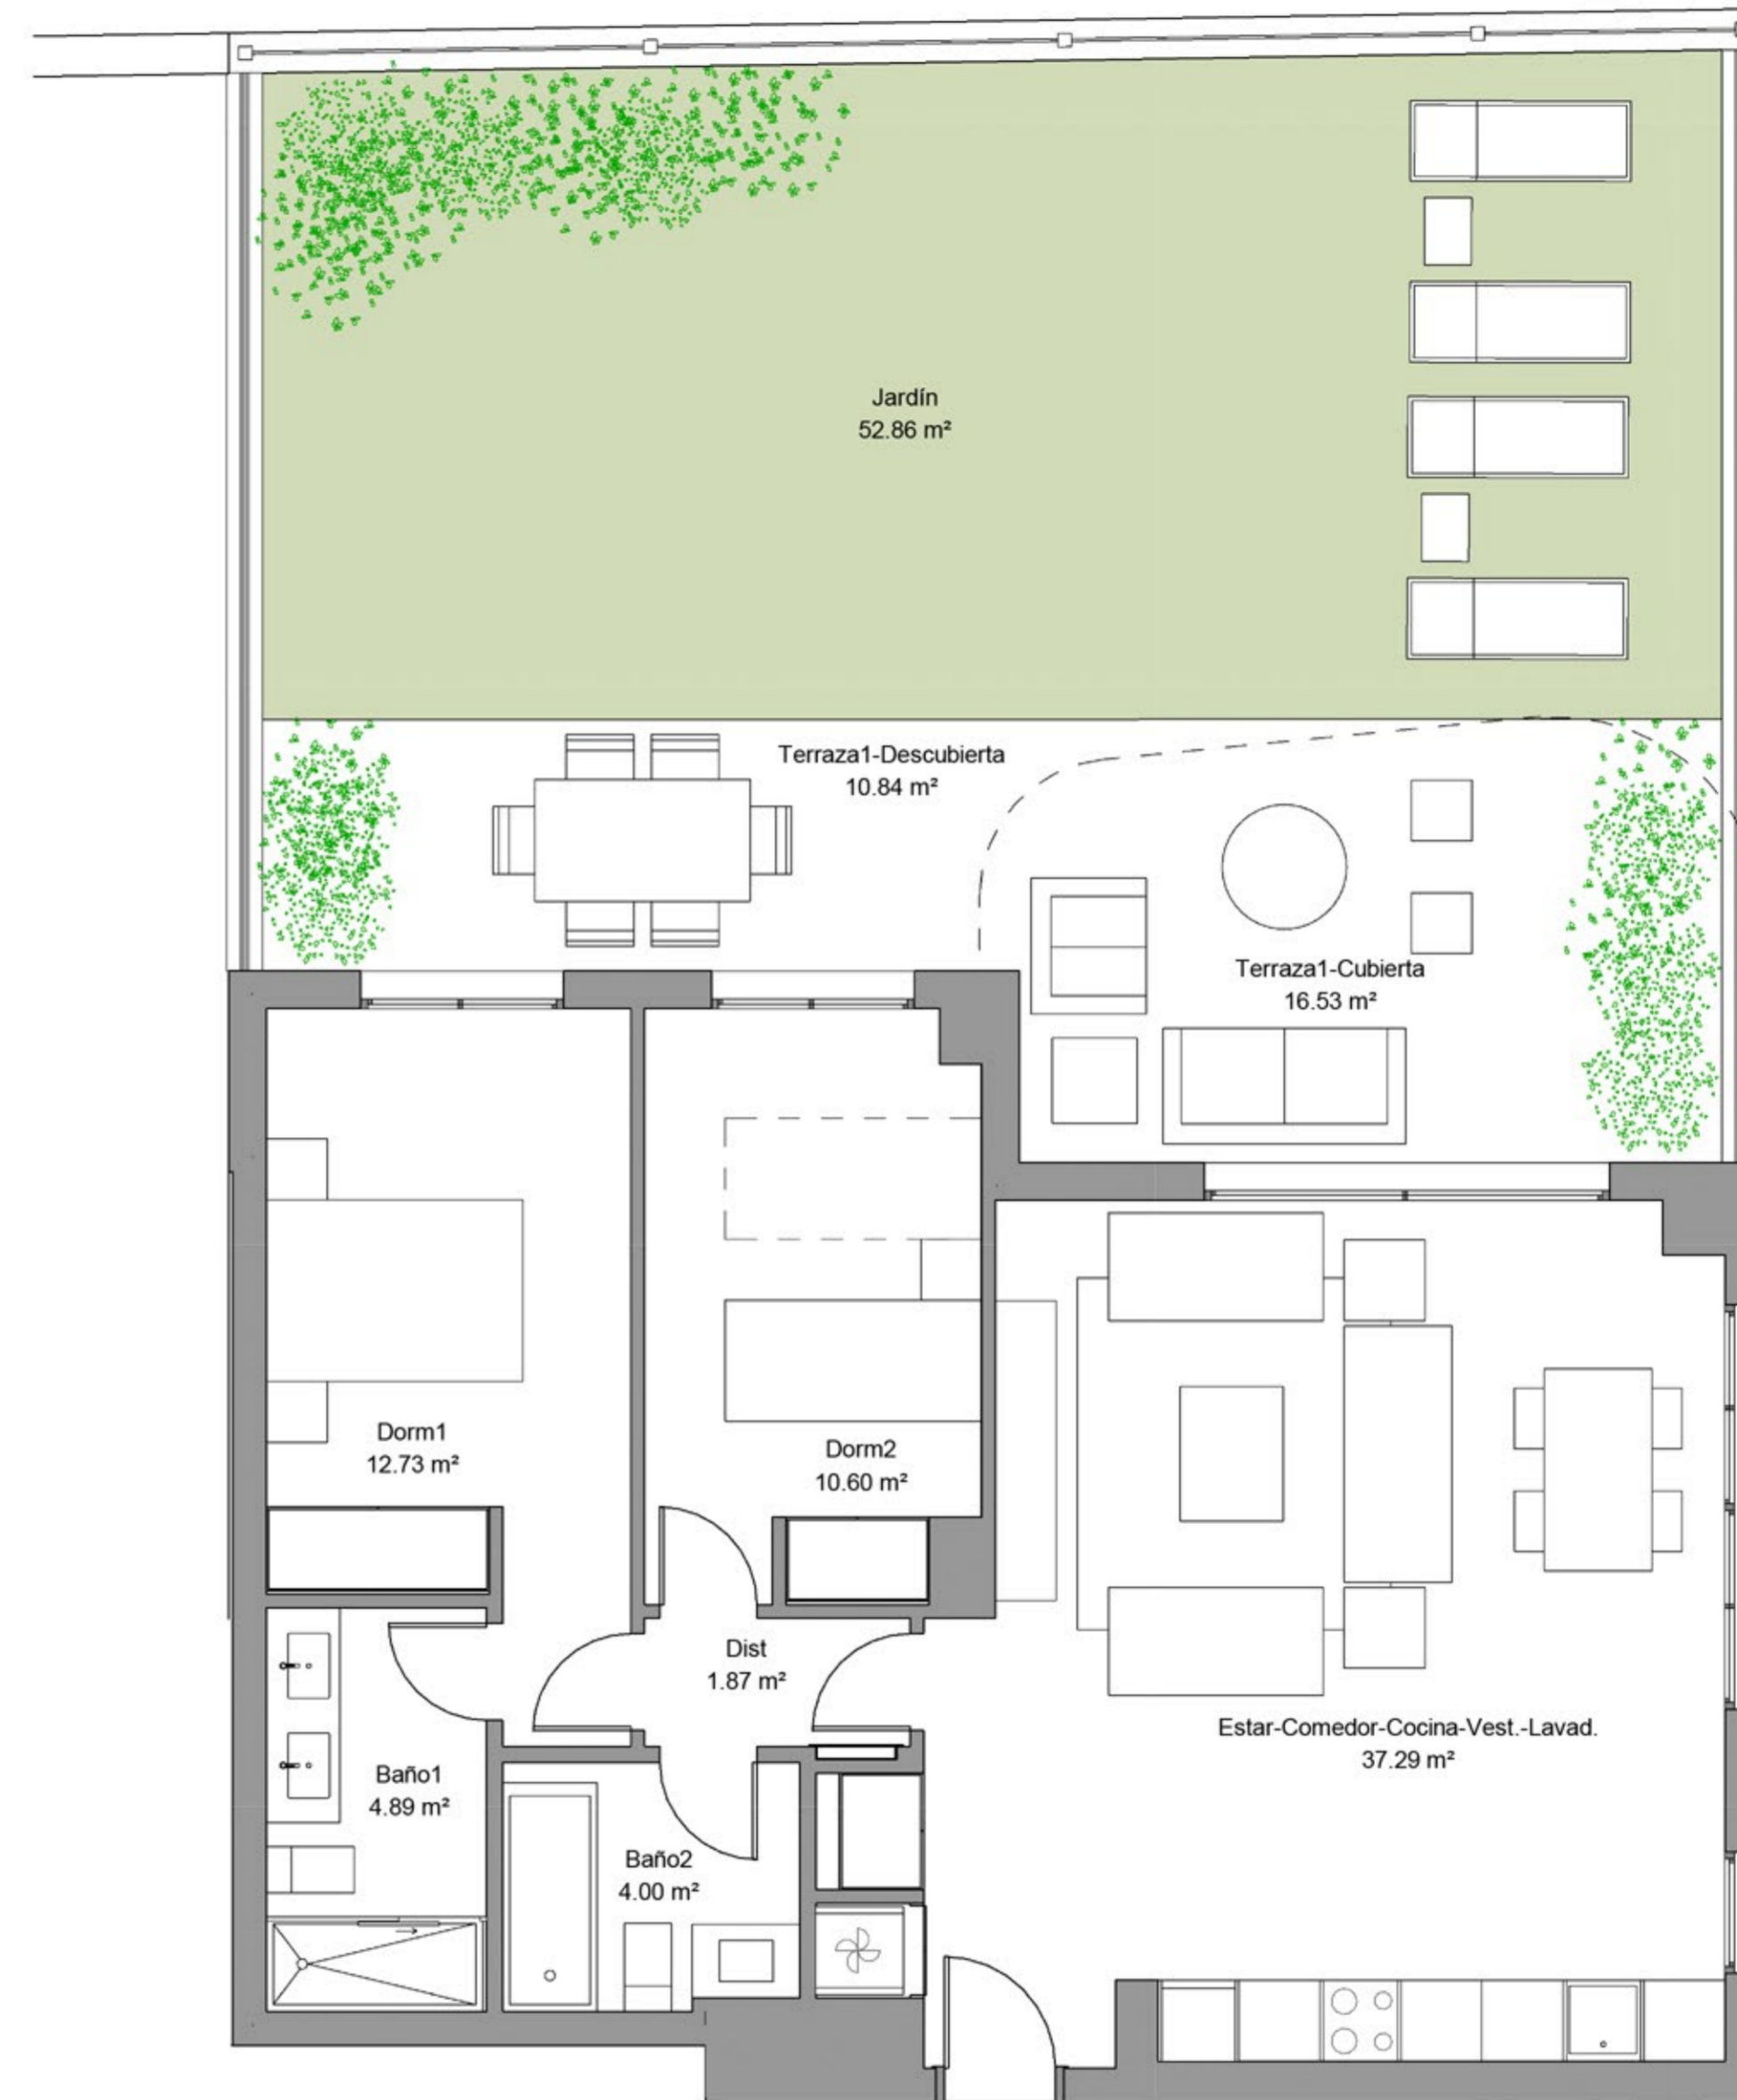 Jardín
52.86 m²
Terraza1-Descubierta
10.84 m²
Terraza1-Cubierta
16.53 m²
Dorm1
12.73 m²
Dorm2
10.60 m²
Dist
1.87 m²
Estar-Comedor-Cocina-Vest.-Lavad.
37.29 m²
Baño1
4.89 m²
Baño2
4.00 m²